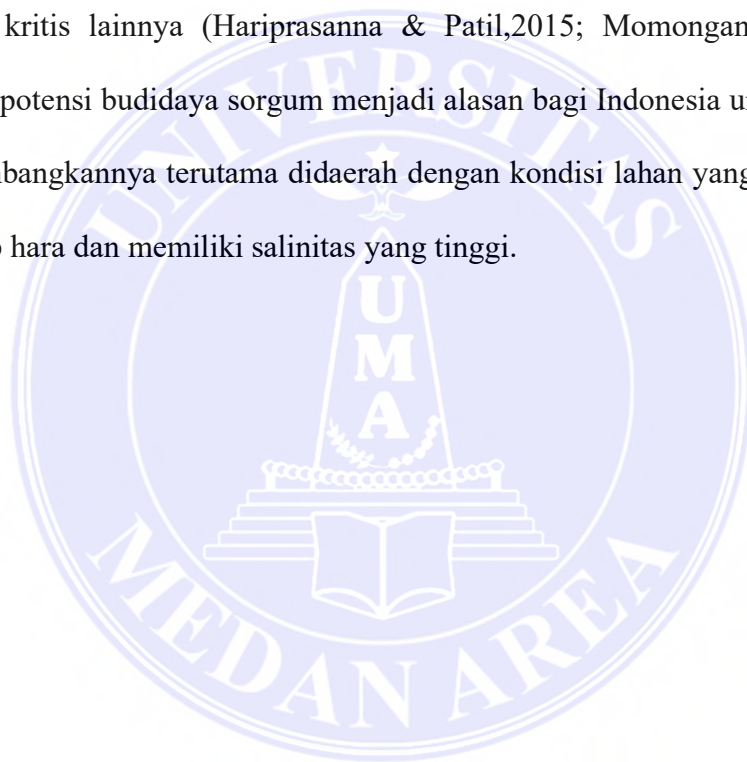 kritis lainnya (Hariprasanna & Patil,2015; Momongan
potensi budidaya sorgum menjadi alasan bagi Indonesia
bangkannya terutama didaerah dengan kondisi lahan yang
hara dan memiliki salinitas yang tinggi.
UNIVERSITAS
UMA
MEDAN AREA